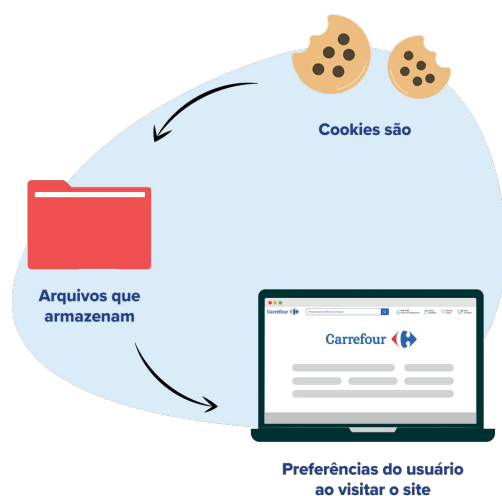 Cookies são
Arquivos que
armazenam
Carrefour
Carrefour
Preferências do usuário
ao visitar o site